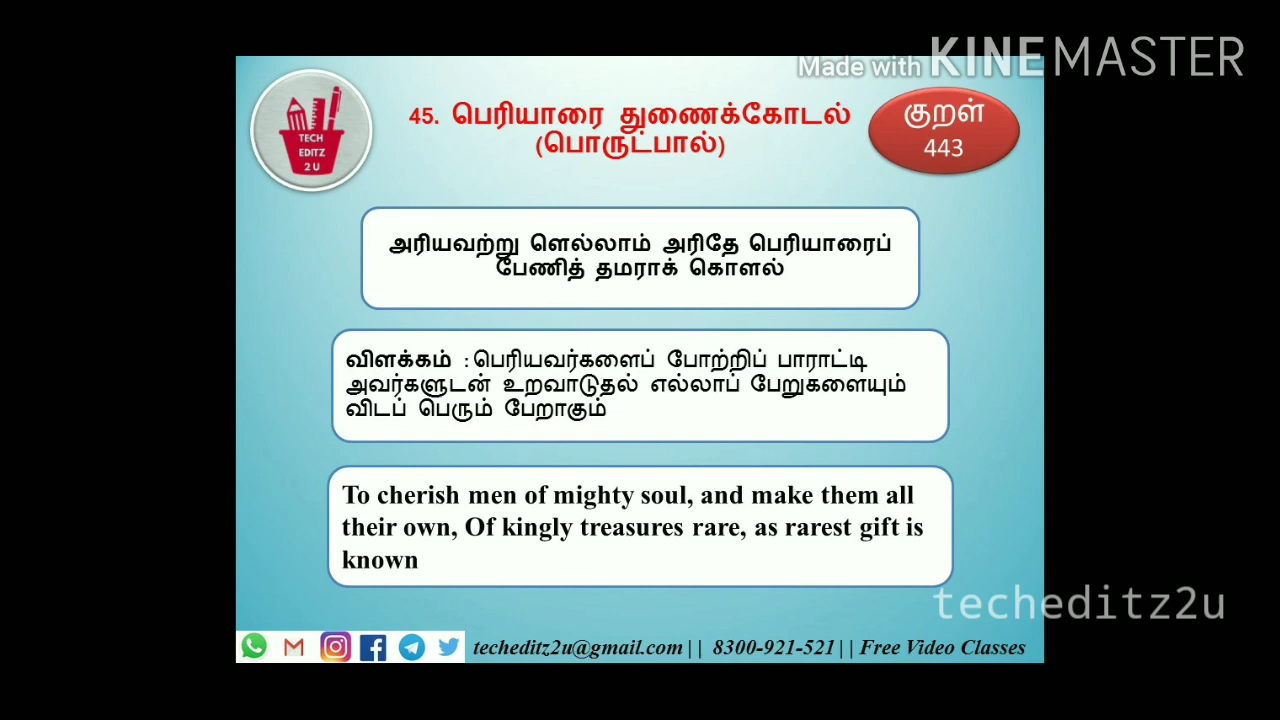 Made with KINEMASTER
TECH
EDITZ
2 U
45. பெரியாரை துணைக்கோடல்
(பொருட்பால்)
குறள்
443
அரியவற்று ளெல்லாம் அரிதே பெரியாரைப்
பேணித் தமராக் கொளல்
விளக்கம் :பெரியவர்களைப் போற்றிப் பாராட்டி
அவர்களுடன் உறவாடுதல் எல்லாப் பேறுகளையும்
விடப் பெரும் பேறாகும்
To cherish men of mighty soul, and make them all
their own, Of kingly treasures rare, as rarest gift is
known
techeditz2u
techeditz2u@gmail.com || 8300-921-521 || Free Video Classes